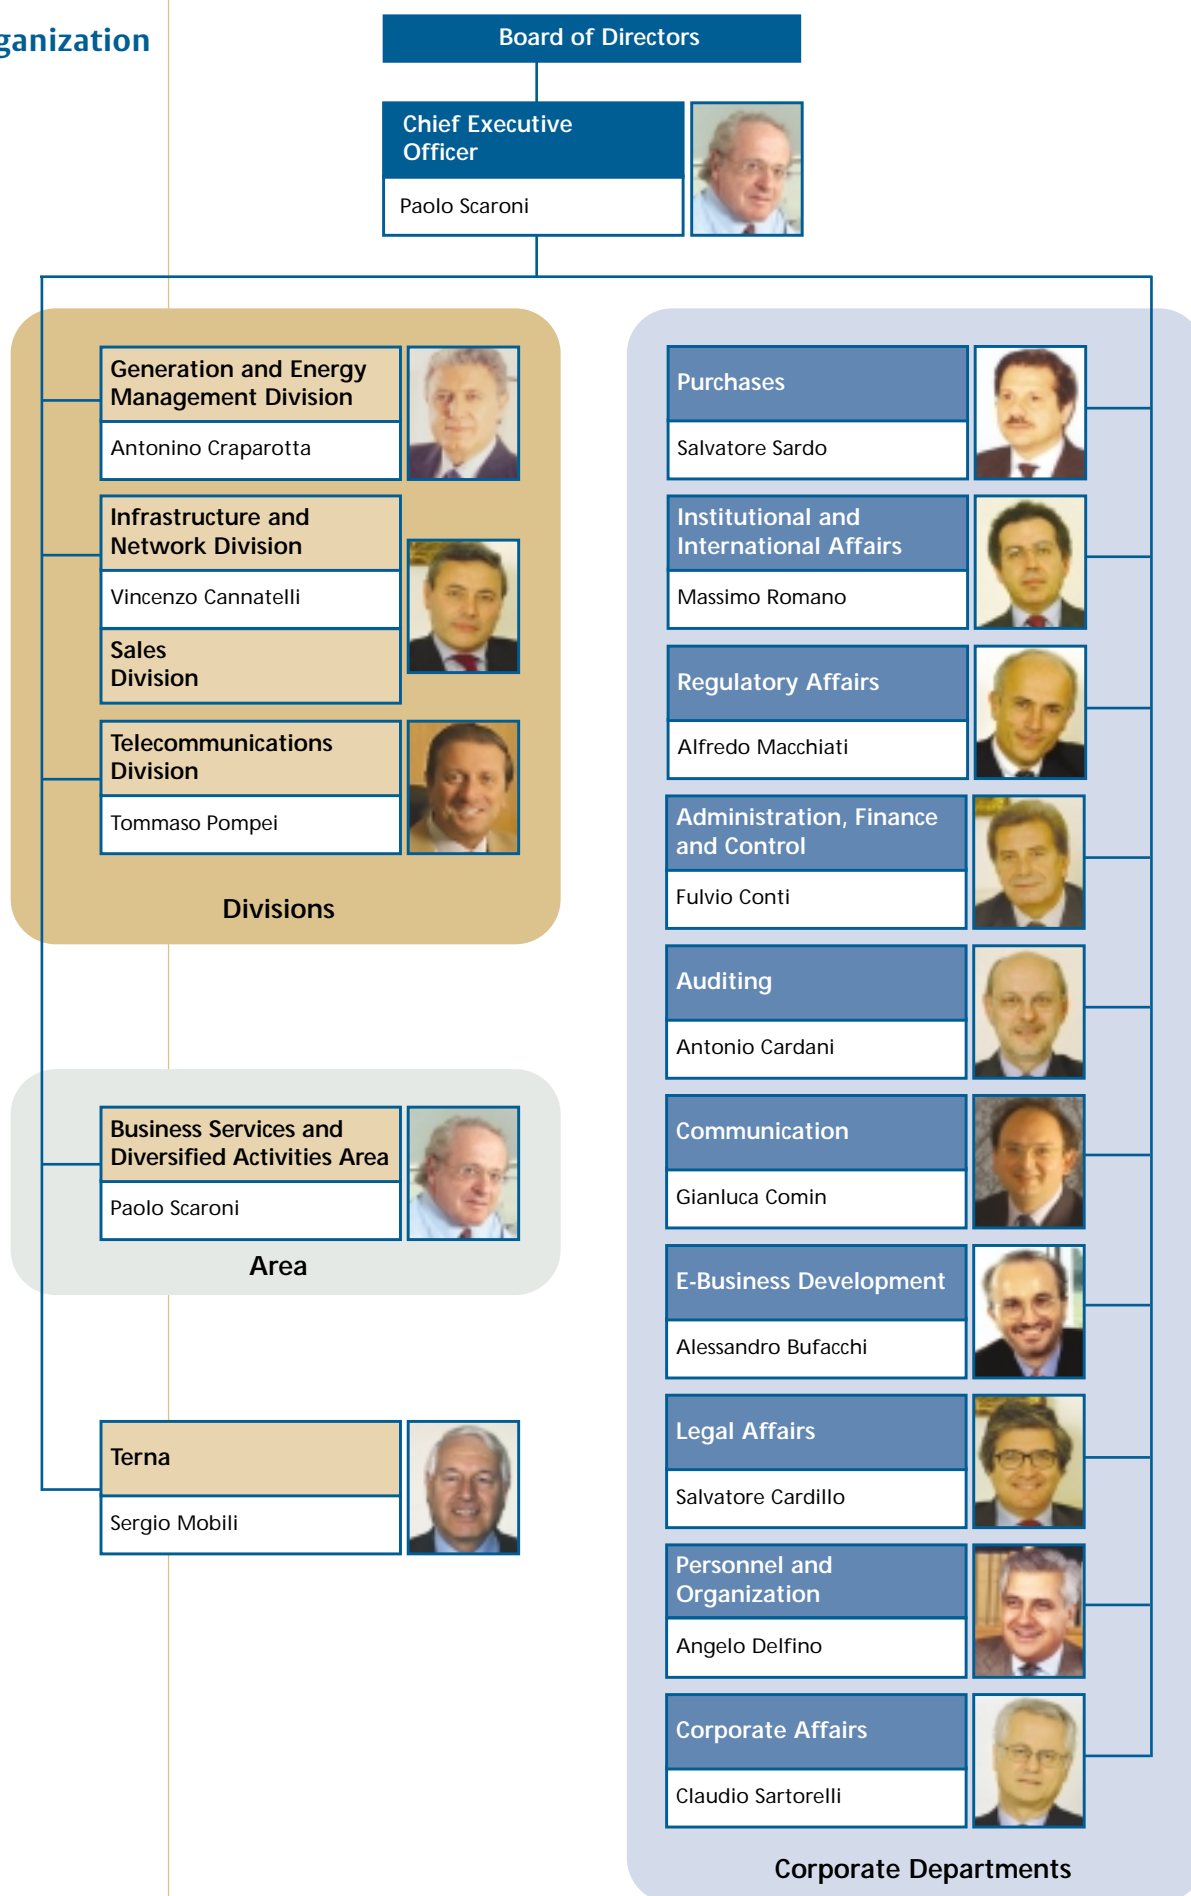 ganization
Board of Directors
Chief Executive
Officer
Paolo Scaroni
Generation and Energy
Management Division
Antonino Craparotta
Infrastructure and
Network Division
Vincenzo Cannatelli
Sales
Division
Telecommunications
Division
Tommaso Pompei
Divisions
Business Services and
Diversified Activities Area
Paolo Scaroni
Area
Terna
Sergio Mobili
Purchases
Salvatore Sardo
Institutional and
International Affairs
Massimo Romano
Regulatory Affairs
Alfredo Macchiati
Administration, Finance
and Control
Fulvio Conti
Auditing
Antonio Cardani
Communication
Gianluca Comin
E-Business Development
Alessandro Bufacchi
Legal Affairs
Salvatore Cardillo
Personnel and
Organization
Angelo Delfino
Corporate Affairs
Claudio Sartorelli
Corporate Departments